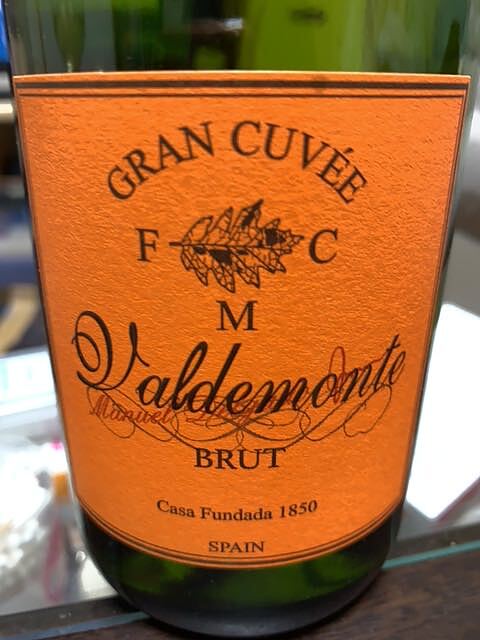 GRAN CUVÉE
F C
M
Valdemonte
Manuel
BRUT
Casa Fundada 1850
SPAIN